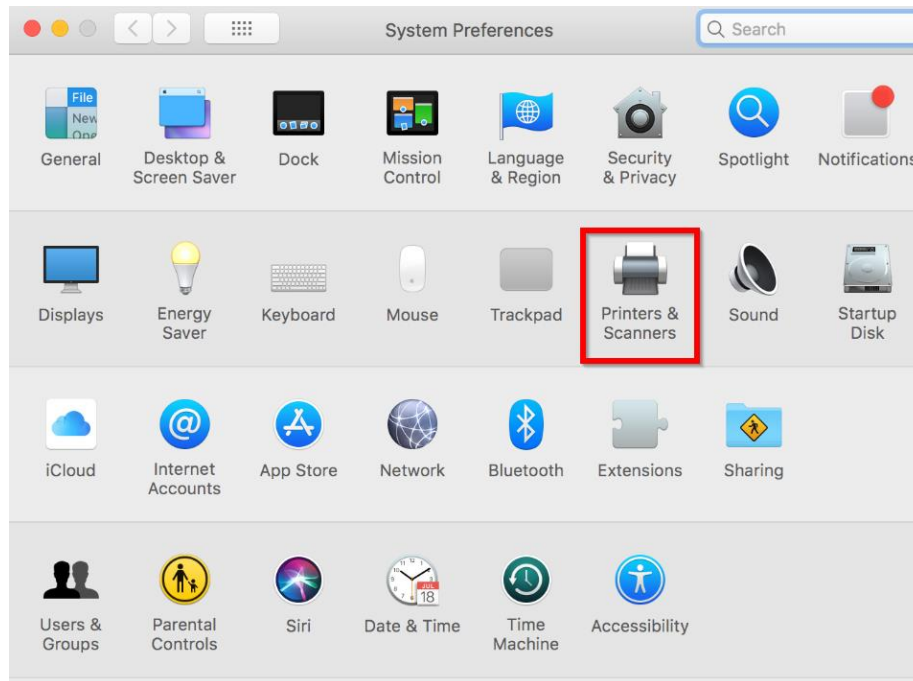 System Preferences
Search
File
New
Ope
General
Desktop &
Screen Saver
Dock
Mission
Control
Language
& Region
Security
& Privacy
Spotlight
Notifications
Displays
Energy
Saver
Keyboard
Mouse
Trackpad
Printers &
Scanners
Sound
Startup
Disk
iCloud
@
Internet
Accounts
App Store
Network
Bluetooth
Extensions
Sharing
Users &
Groups
Parental
Controls
Siri
JUL
18
Date & Time
Time
Machine
Accessibility